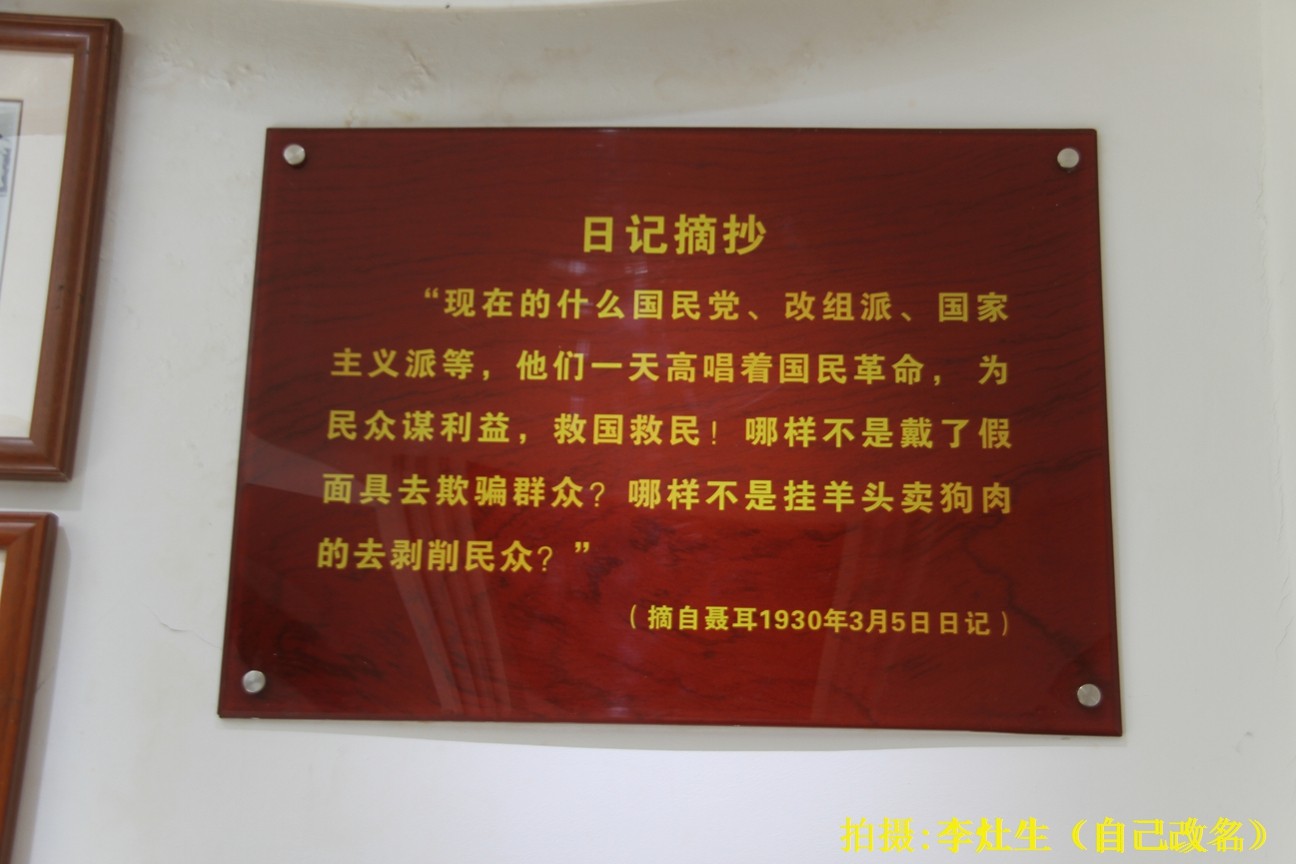 日记摘抄
“现在的什么国民党、改组派、国家
主义派等，他们一天高唱着国民革命，为
民众谋利益，救国救民！哪样不是戴了假
面具去欺骗群众？哪样不是挂羊头卖狗肉
的去剥削民众？”
（摘自聂耳1930年3月5日日记）
拍摄:李灶生（自己改名）